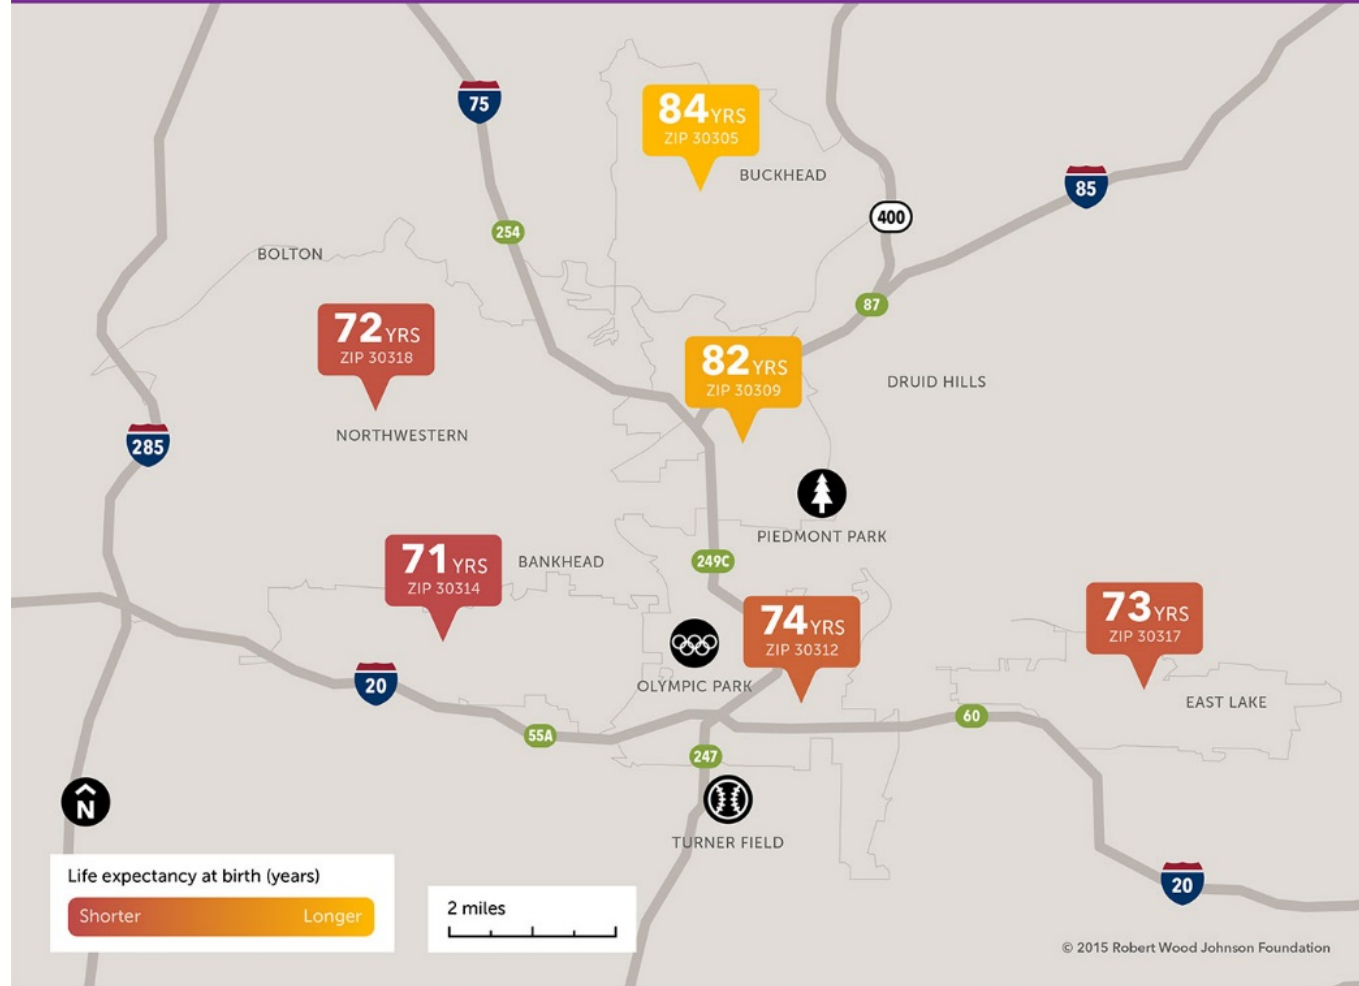 75
84 YRS
ZIP 30305
BUCKHEAD
85
400
254
BOLTON
87
72 YRS
ZIP 30318
82 YRS
ZIP 30309
DRUID HILLS
NORTHWESTERN
285
PIEDMONT PARK
71 YRS
ZIP 30314
BANKHEAD
249C
74 YRS
ZIP 30312
73 YRS
ZIP 30317
20
OLYMPIC PARK
EAST LAKE
55A
60
247
N
TURNER FIELD
Life expectancy at birth (years)
Shorter Longer
2 miles
20
© 2015 Robert Wood Johnson Foundation